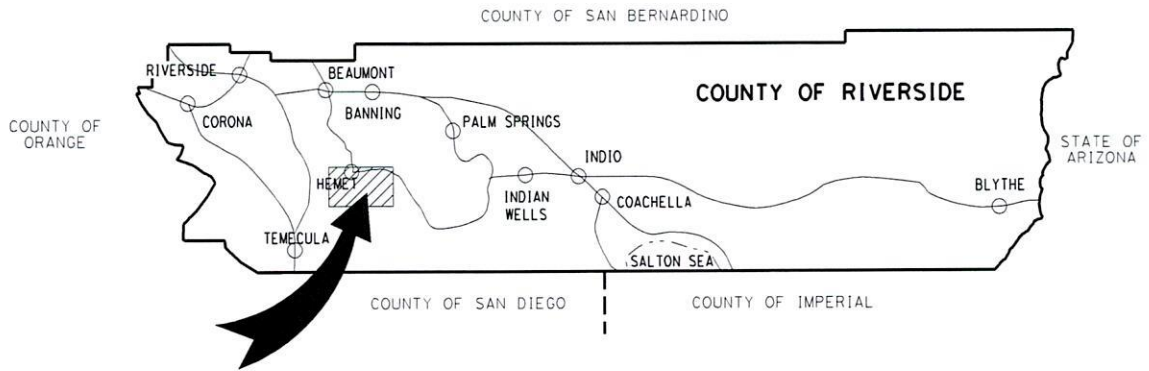 COUNTY OF SAN BERNARDINO
RIVERSIDE
BEAUMONT
COUNTY OF RIVERSIDE
BANNING
CORONA
PALM SPRINGS
COUNTY OF
ORANGE
STATE OF
ARIZONA
INDIO
HEMET
BLYTHE
INDIAN
WELLS
COACHELLA
TEMECULA
SALTON SEA
COUNTY OF SAN DIEGO
COUNTY OF IMPERIAL